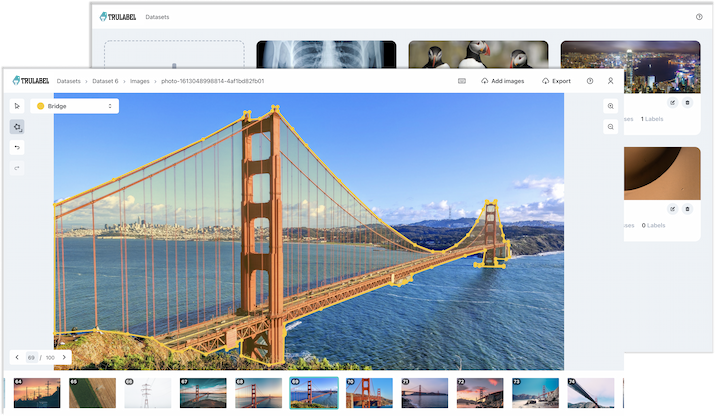 TRULABEL Datasets
TRULABEL Datasets > Dataset 6 > Images > photo-1613048998814-4af1bd82fb01 Add images Export
Bridge
ses 1 Labels
ses 0 Labels
69 / 100
64 65 66 67 68 69 70 71 72 73 74